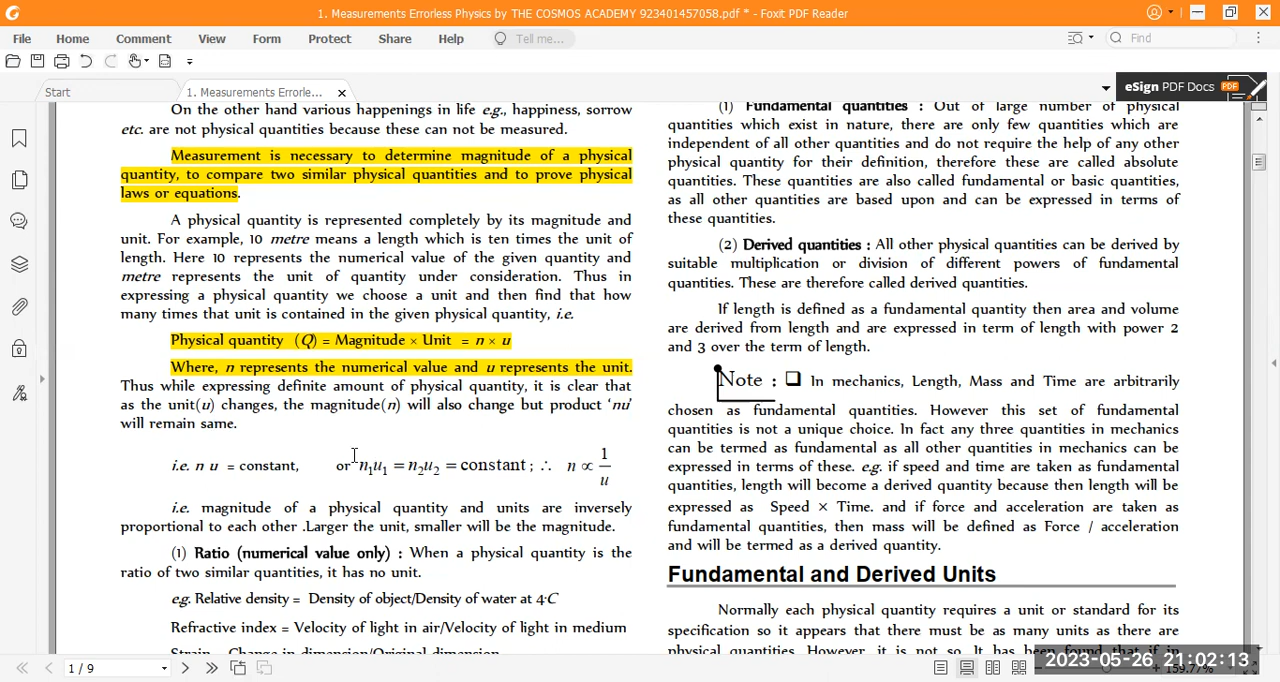 1. Measurements Errorless Physics by THE COSMOS ACADEMY 923401457058.pdf * - Foxit PDF Reader
File Home Comment View Form Protect Share Help Tell me... Find
Start 1. Measurements Errorle... eSign PDF Docs PDF
On the other hand various happenings in life e.g., happiness, sorrow
etc. are not physical quantities because these can not be measured.
Measurement is necessary to determine magnitude of a physical
quantity, to compare two similar physical quantities and to prove physical
laws or equations.
A physical quantity is represented completely by its magnitude and
unit. For example, 10 metre means a length which is ten times the unit of
length. Here 10 represents the numerical value of the given quantity and
metre represents the unit of quantity under consideration. Thus in
expressing a physical quantity we choose a unit and then find that how
many times that unit is contained in the given physical quantity, i.e.
Physical quantity (Q) = Magnitude × Unit = n × u
Where, n represents the numerical value and u represents the unit.
Thus while expressing definite amount of physical quantity, it is clear that
as the unit(u) changes, the magnitude(n) will also change but product ‘nu’
will remain same.
i.e. n u = constant, or n₁u₁ = n₂u₂ = constant ; ∴ n ∝ 1/u
i.e. magnitude of a physical quantity and units are inversely
proportional to each other .Larger the unit, smaller will be the magnitude.
(1) Ratio (numerical value only) : When a physical quantity is the
ratio of two similar quantities, it has no unit.
e.g. Relative density = Density of object/Density of water at 4°C
Refractive index = Velocity of light in air/Velocity of light in medium
Strain = Change in dimension/Original dimension
(1) Fundamental quantities : Out of large number of physical
quantities which exist in nature, there are only few quantities which are
independent of all other quantities and do not require the help of any other
physical quantity for their definition, therefore these are called absolute
quantities. These quantities are also called fundamental or basic quantities,
as all other quantities are based upon and can be expressed in terms of
these quantities.
(2) Derived quantities : All other physical quantities can be derived by
suitable multiplication or division of different powers of fundamental
quantities. These are therefore called derived quantities.
If length is defined as a fundamental quantity then area and volume
are derived from length and are expressed in term of length with power 2
and 3 over the term of length.
Note : ❑ In mechanics, Length, Mass and Time are arbitrarily
chosen as fundamental quantities. However this set of fundamental
quantities is not a unique choice. In fact any three quantities in mechanics
can be termed as fundamental as all other quantities in mechanics can be
expressed in terms of these. e.g. if speed and time are taken as fundamental
quantities, length will become a derived quantity because then length will be
expressed as Speed × Time. and if force and acceleration are taken as
fundamental quantities, then mass will be defined as Force / acceleration
and will be termed as a derived quantity.
Fundamental and Derived Units
Normally each physical quantity requires a unit or standard for its
specification so it appears that there must be as many units as there are
physical quantities. However, it is not so. It has been found that if in
1 / 9 159.77%
2023-05-26 21:02:13